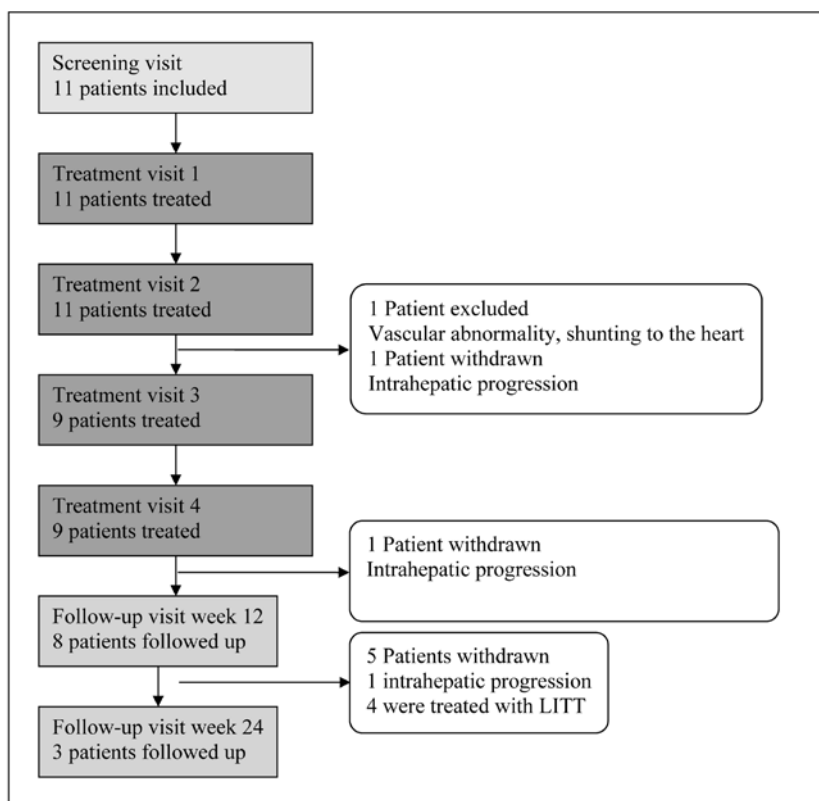 Screening visit
11 patients included
Treatment visit 1
11 patients treated
Treatment visit 2
11 patients treated
1 Patient excluded
Vascular abnormality, shunting to the heart
1 Patient withdrawn
Intrahepatic progression
Treatment visit 3
9 patients treated
Treatment visit 4
9 patients treated
1 Patient withdrawn
Intrahepatic progression
Follow-up visit week 12
8 patients followed up
5 Patients withdrawn
1 intrahepatic progression
4 were treated with LITT
Follow-up visit week 24
3 patients followed up